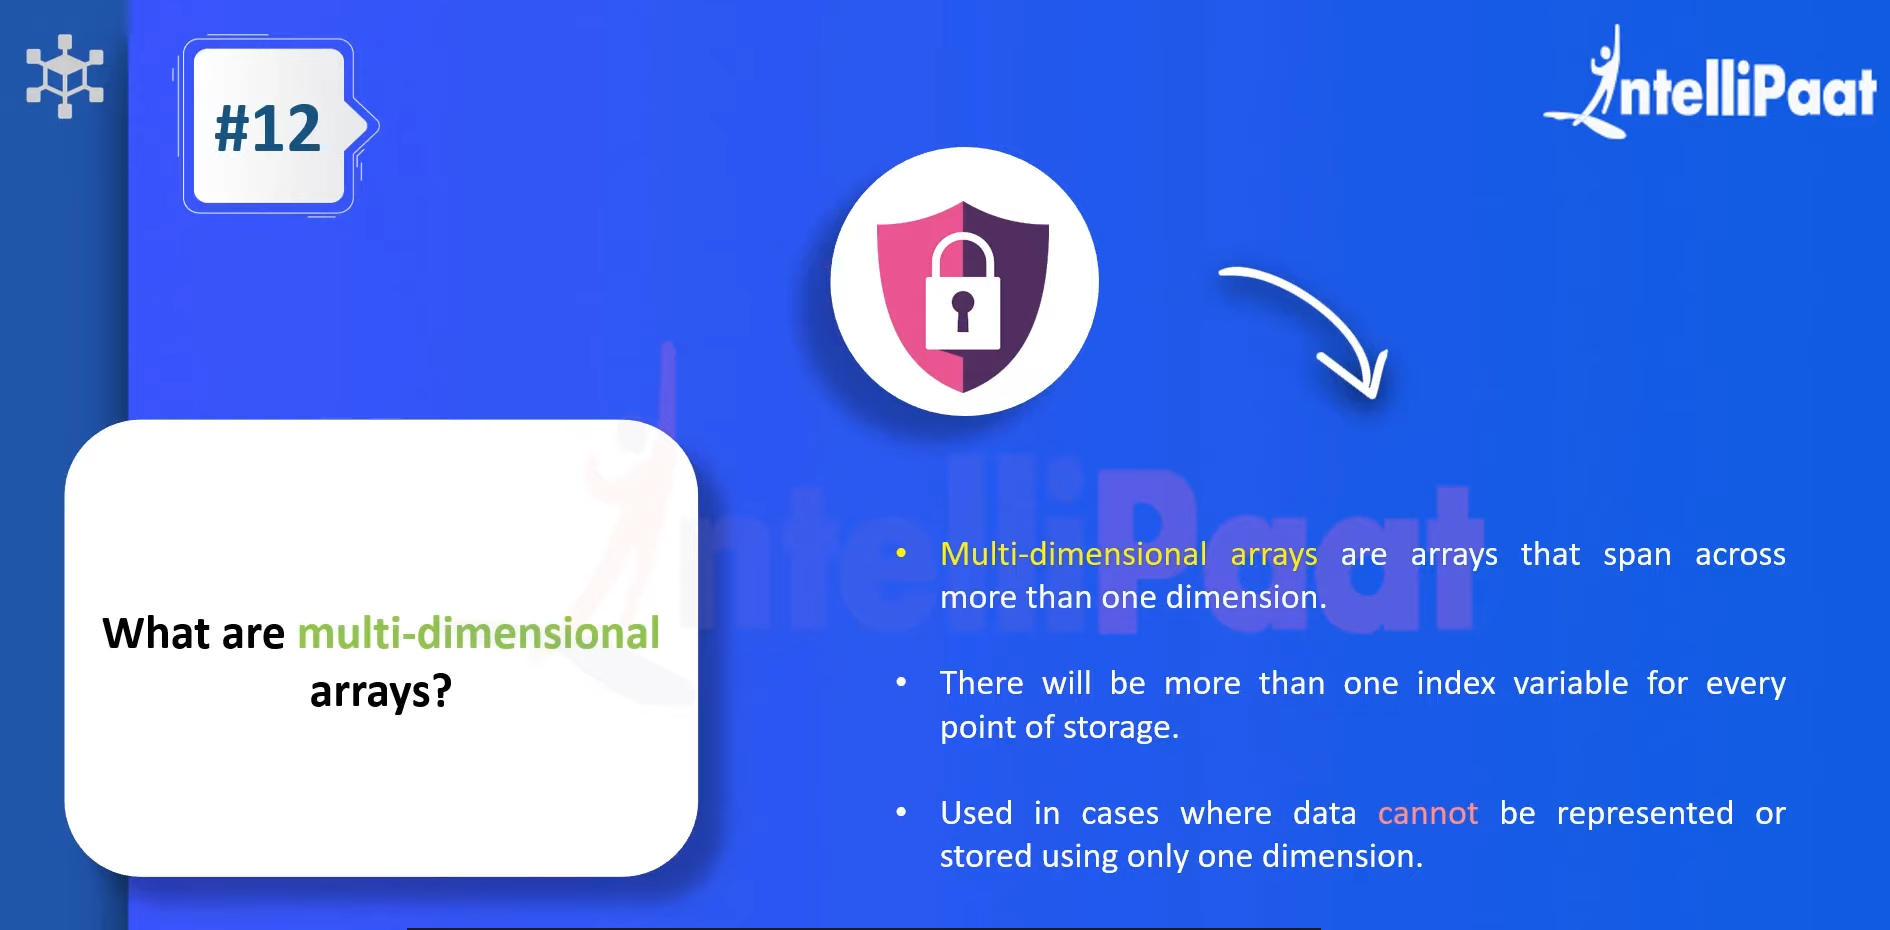 #12
IntelliPaat
What are multi-dimensional
arrays?
IntelliPaat
• Multi-dimensional arrays are arrays that span across
more than one dimension.
• There will be more than one index variable for every
point of storage.
• Used in cases where data cannot be represented or
stored using only one dimension.